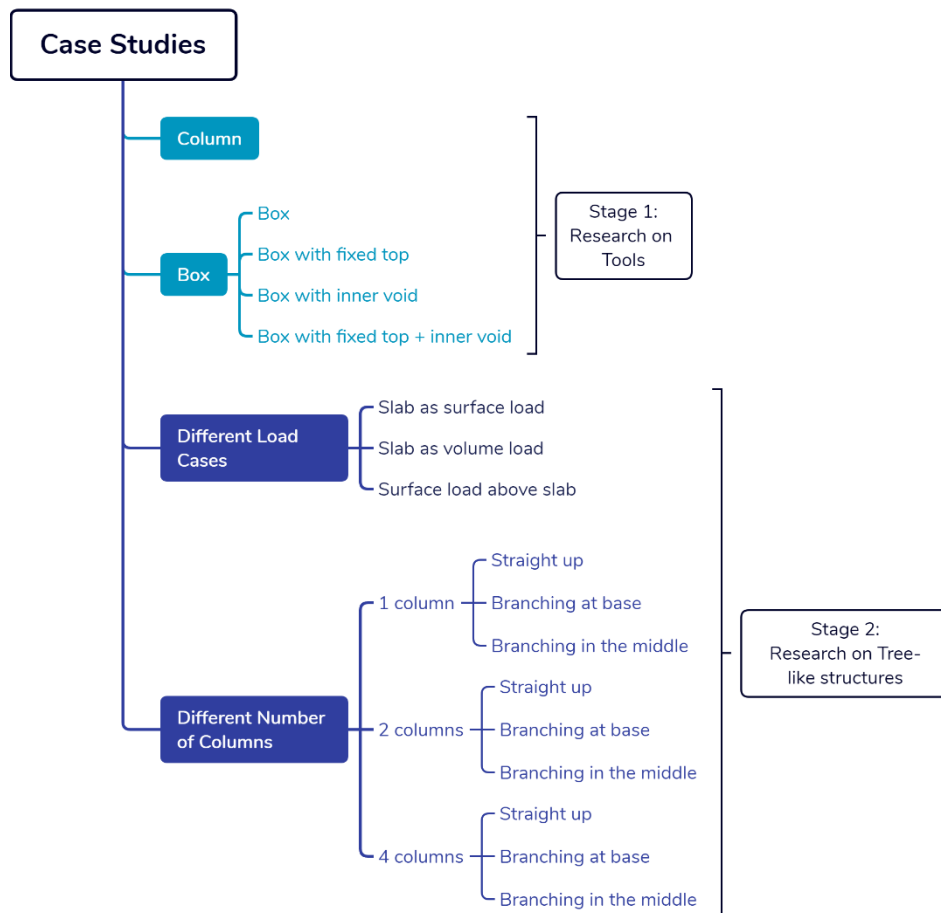 Case Studies
Column
Box
Box
Box with fixed top
Box with inner void
Box with fixed top + inner void
Stage 1:
Research on
Tools
Different Load
Cases
Slab as surface load
Slab as volume load
Surface load above slab
Different Number
of Columns
1 column
Straight up
Branching at base
Branching in the middle
2 columns
Straight up
Branching at base
Branching in the middle
4 columns
Straight up
Branching at base
Branching in the middle
Stage 2:
Research on Tree-
like structures